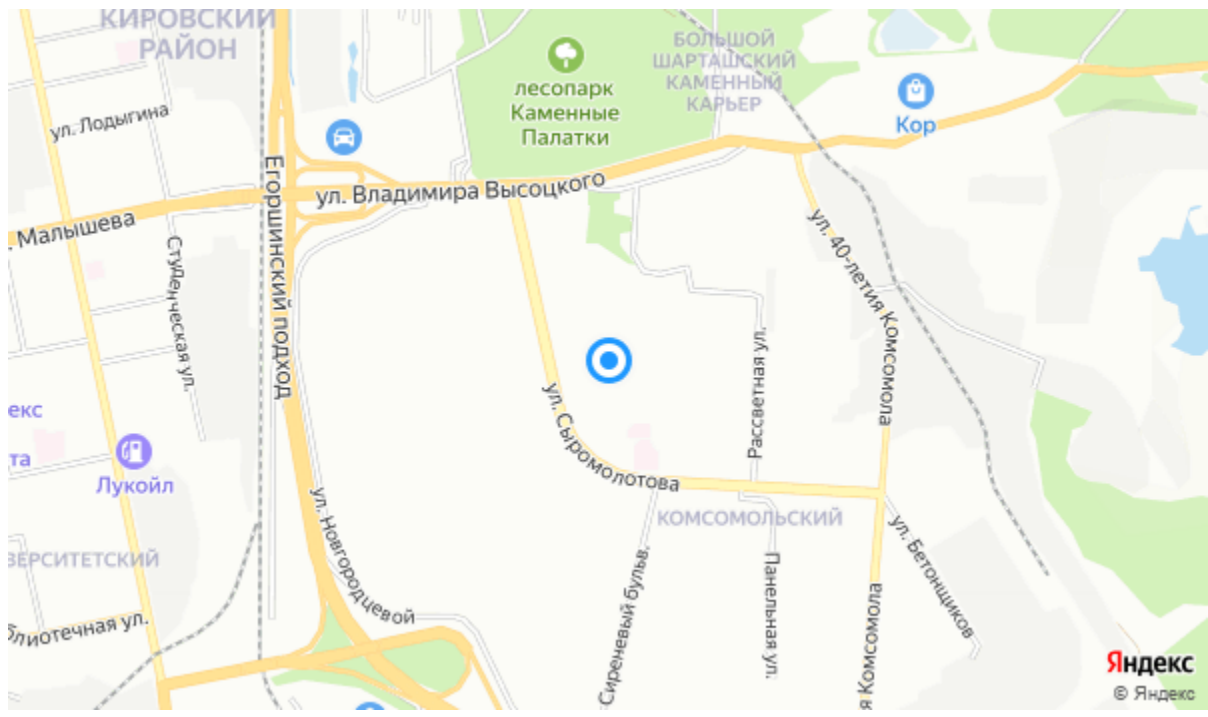 КИРОВСКИЙ
РАЙОН
БОЛЬШОЙ
ШАРТАШСКИЙ
КАМЕННЫЙ
КАРЬЕР
лесопарк
Каменные
Палатки
Кор
ул. Лодыгина
Егоршинский подход
ул. Владимира Высоцкого
. Малышева
Студенческая ул.
ул. 40-летия Комсомола
Рассветная ул.
ул. Сыромолотова
екс
та
Лукойл
ул. Новгородцевой
КОМСОМОЛЬСКИЙ
ВЕРСИТЕТСКИЙ
Сиреневый бульв.
Панельная ул.
ул. Бетонщиков
блиотечная ул.
я Комсомола
Яндекс
© Яндекс